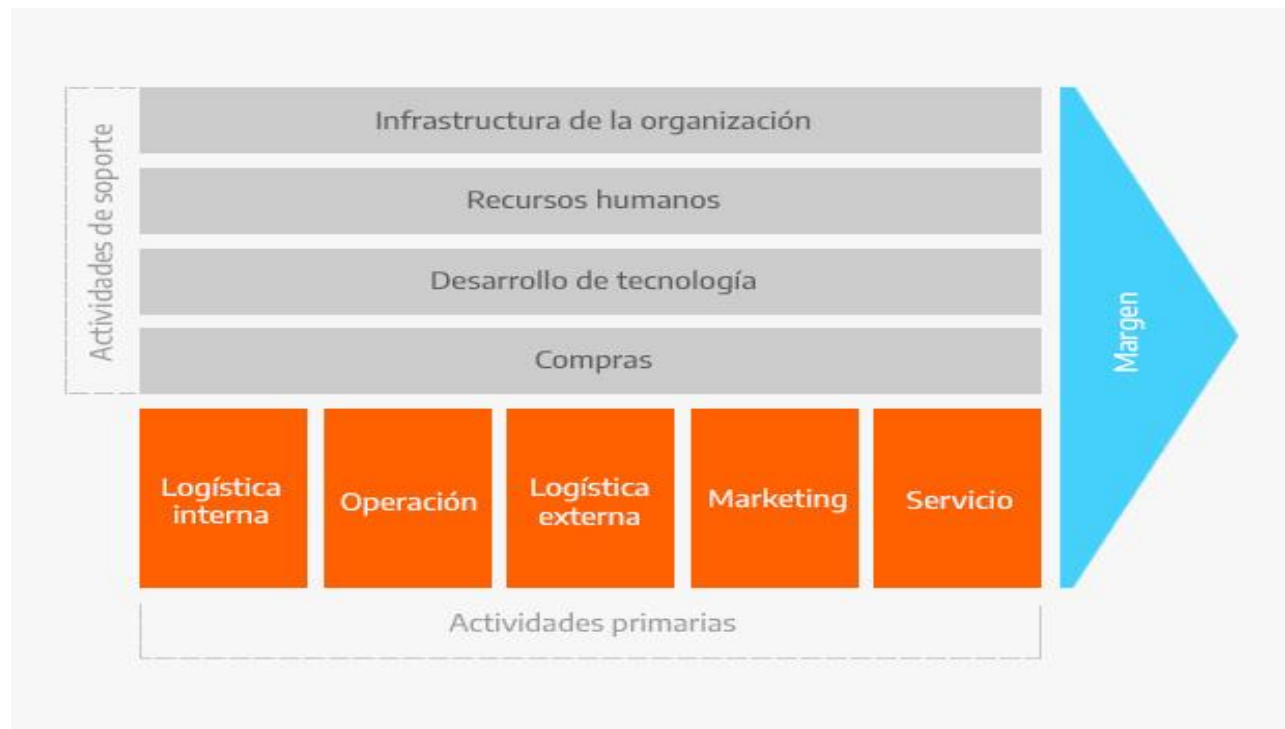 Actividades de soporte
Infrastructura de la organización
Recursos humanos
Desarrollo de tecnología
Compras
Logística
interna
Operación
Logística
externa
Marketing
Servicio
Margen
Actividades primarias